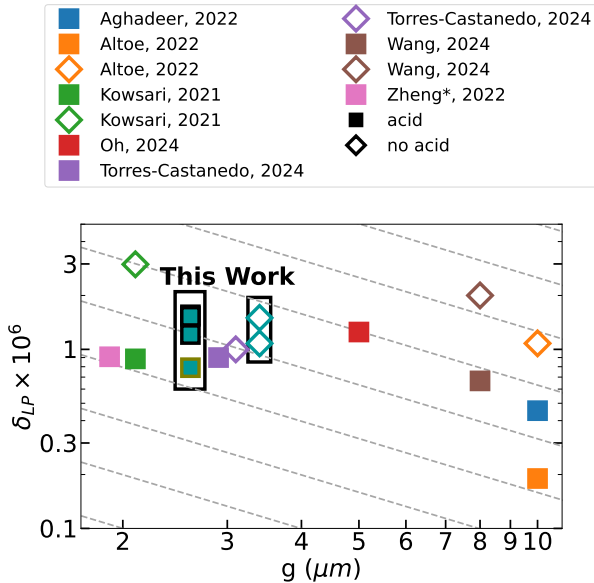 Aghadeer, 2022
Altoe, 2022
Altoe, 2022
Kowsari, 2021
Kowsari, 2021
Oh, 2024
Torres-Castanedo, 2024
Torres-Castanedo, 2024
Wang, 2024
Wang, 2024
Zheng*, 2022
acid
no acid
This Work
3
1
0.3
0.1
δLP × 10⁶
2 3 4 5 6 7 8 9 10
g (μm)